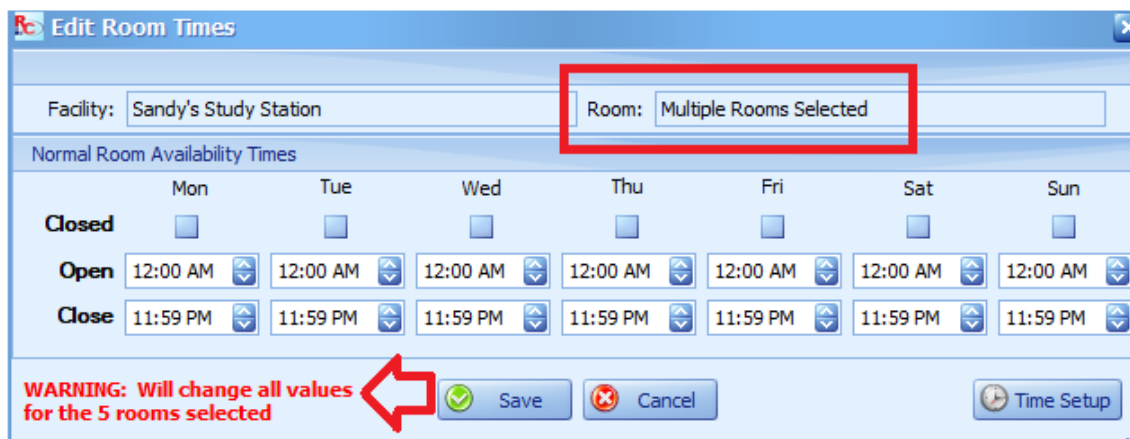 RC Edit Room Times
Facility: Sandy's Study Station Room: Multiple Rooms Selected
Normal Room Availability Times
Mon Tue Wed Thu Fri Sat Sun
Closed
Open 12:00 AM 12:00 AM 12:00 AM 12:00 AM 12:00 AM 12:00 AM 12:00 AM
Close 11:59 PM 11:59 PM 11:59 PM 11:59 PM 11:59 PM 11:59 PM 11:59 PM
WARNING: Will change all values
for the 5 rooms selected
Save Cancel Time Setup